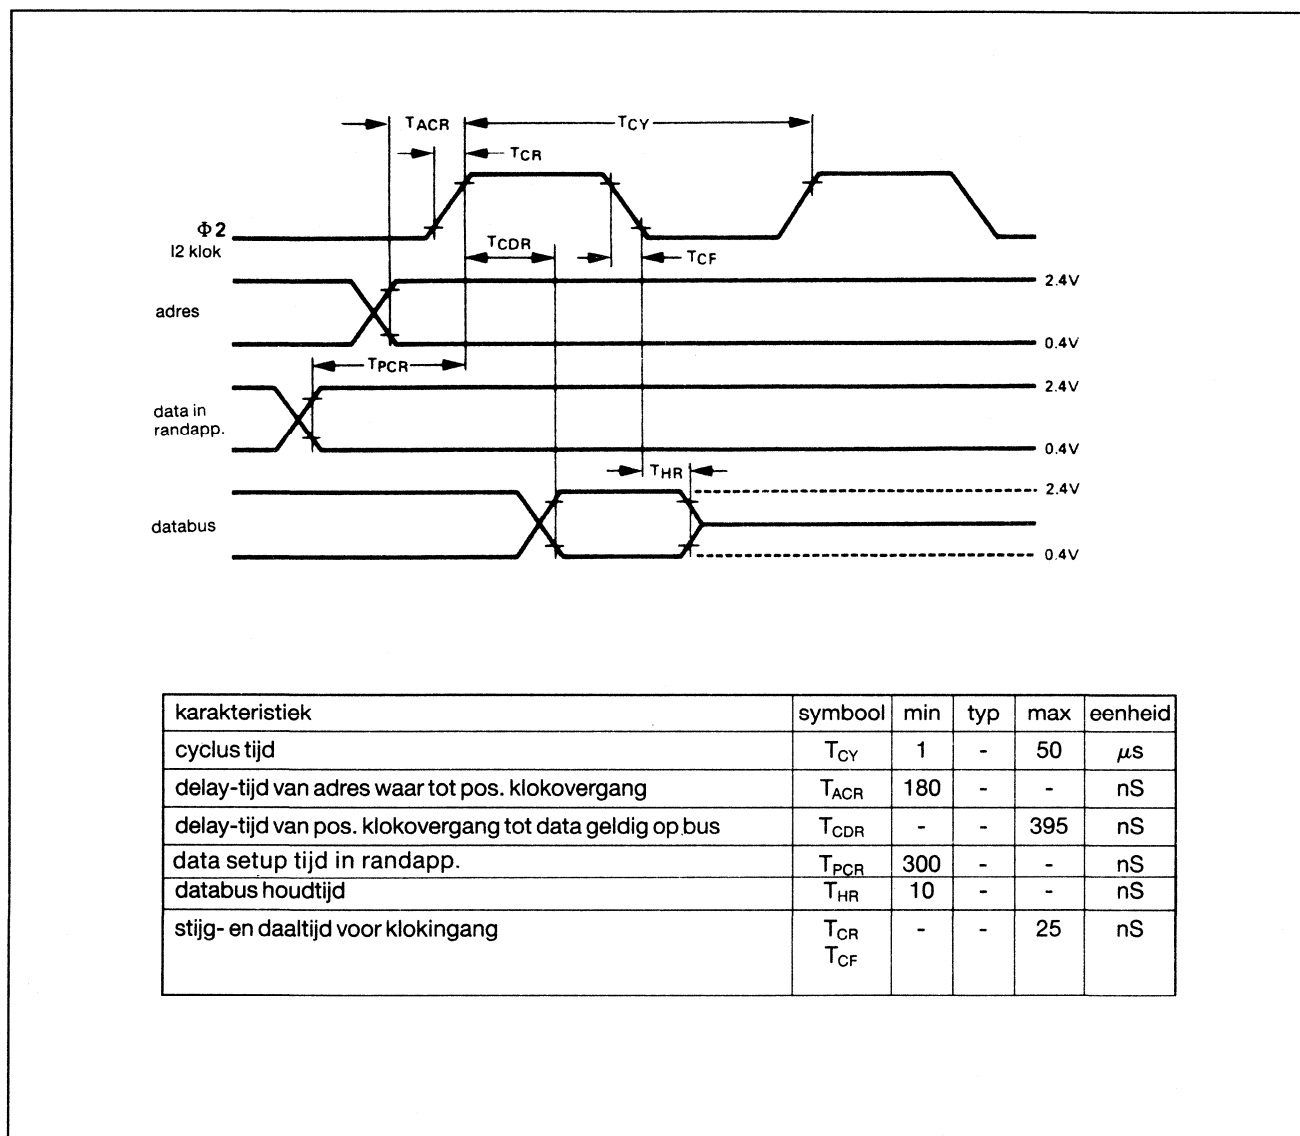 TACR
TCY
TCR
Φ2
I2 klok
TCDR
TCF
2.4V
adres
0.4V
TPCR
2.4V
data in
randapp.
0.4V
THR
2.4V
databus
0.4V
karakteristiek symbool min typ max eenheid
cyclus tijd TCY 1 - 50 μs
delay-tijd van adres waar tot pos. klokovergang TACR 180 - - nS
delay-tijd van pos. klokovergang tot data geldig op bus TCDR - - 395 nS
data setup tijd in randapp. TPCR 300 - - nS
databus houdtijd THR 10 - - nS
stijg- en daaltijd voor klokingang TCR - - 25 nS
TCF